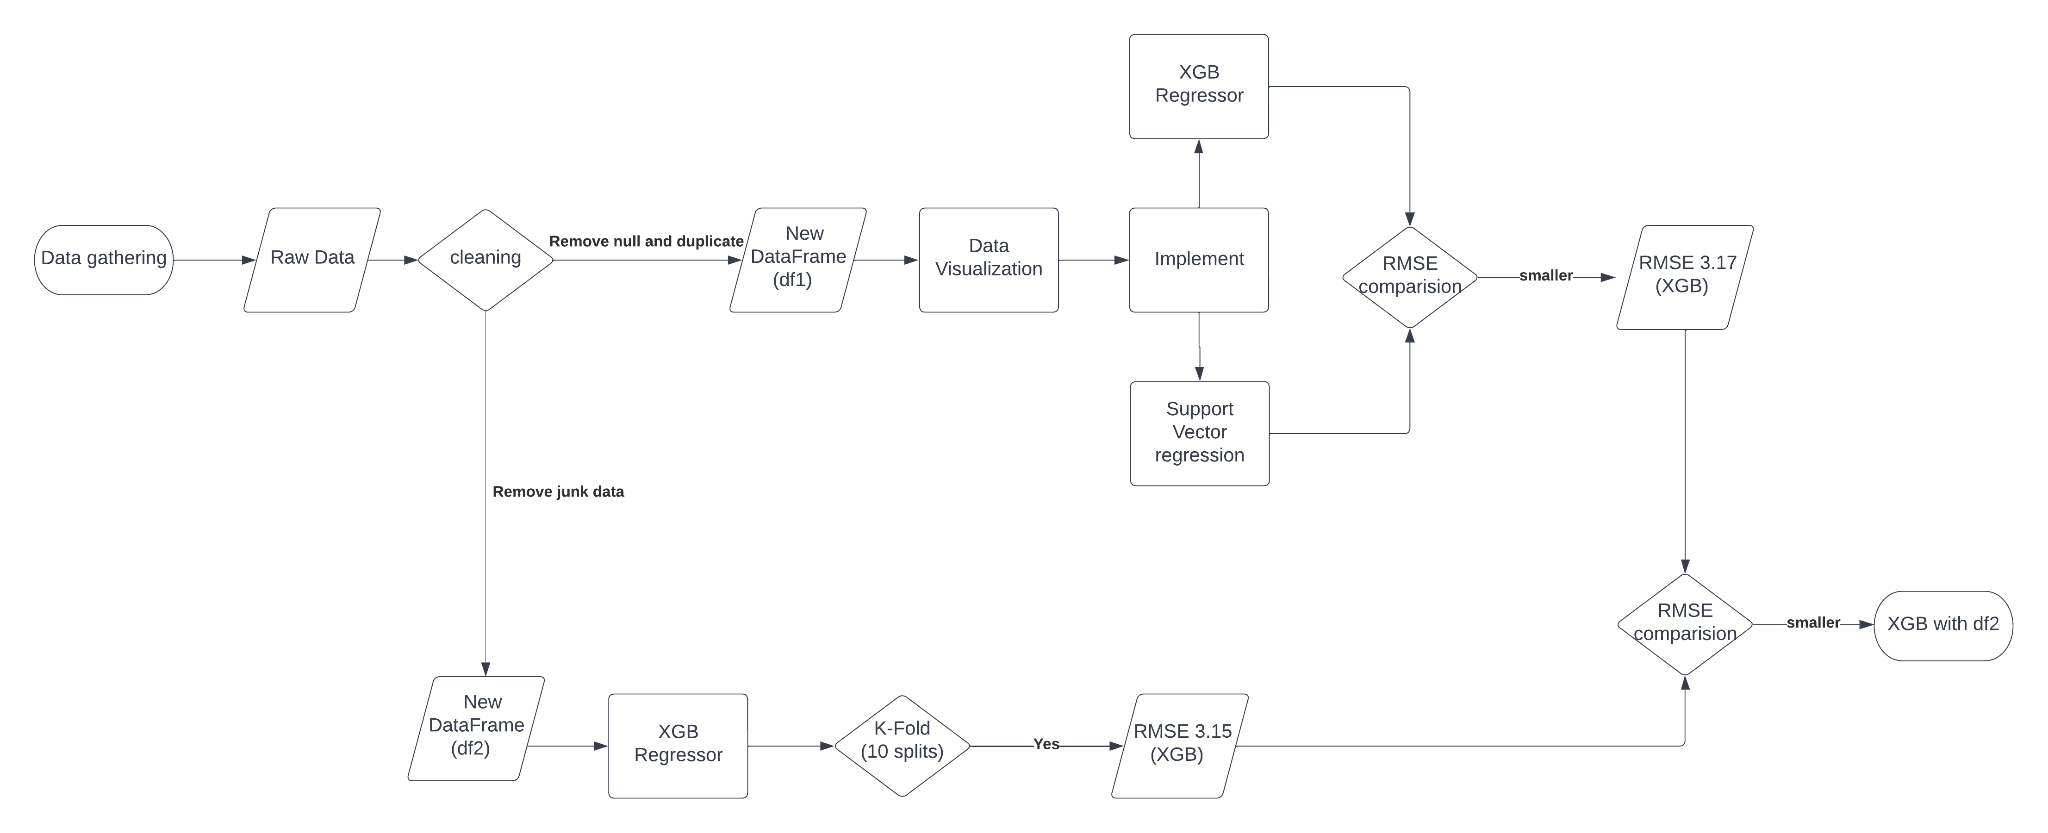 XGB
Regressor
Data gathering
Raw Data
cleaning
Remove null and duplicate
New
DataFrame
(df1)
Data
Visualization
Implement
RMSE
comparision
smaller
RMSE 3.17
(XGB)
Support
Vector
regression
Remove junk data
RMSE
comparision
smaller
XGB with df2
New
DataFrame
(df2)
XGB
Regressor
K-Fold
(10 splits)
Yes
RMSE 3.15
(XGB)